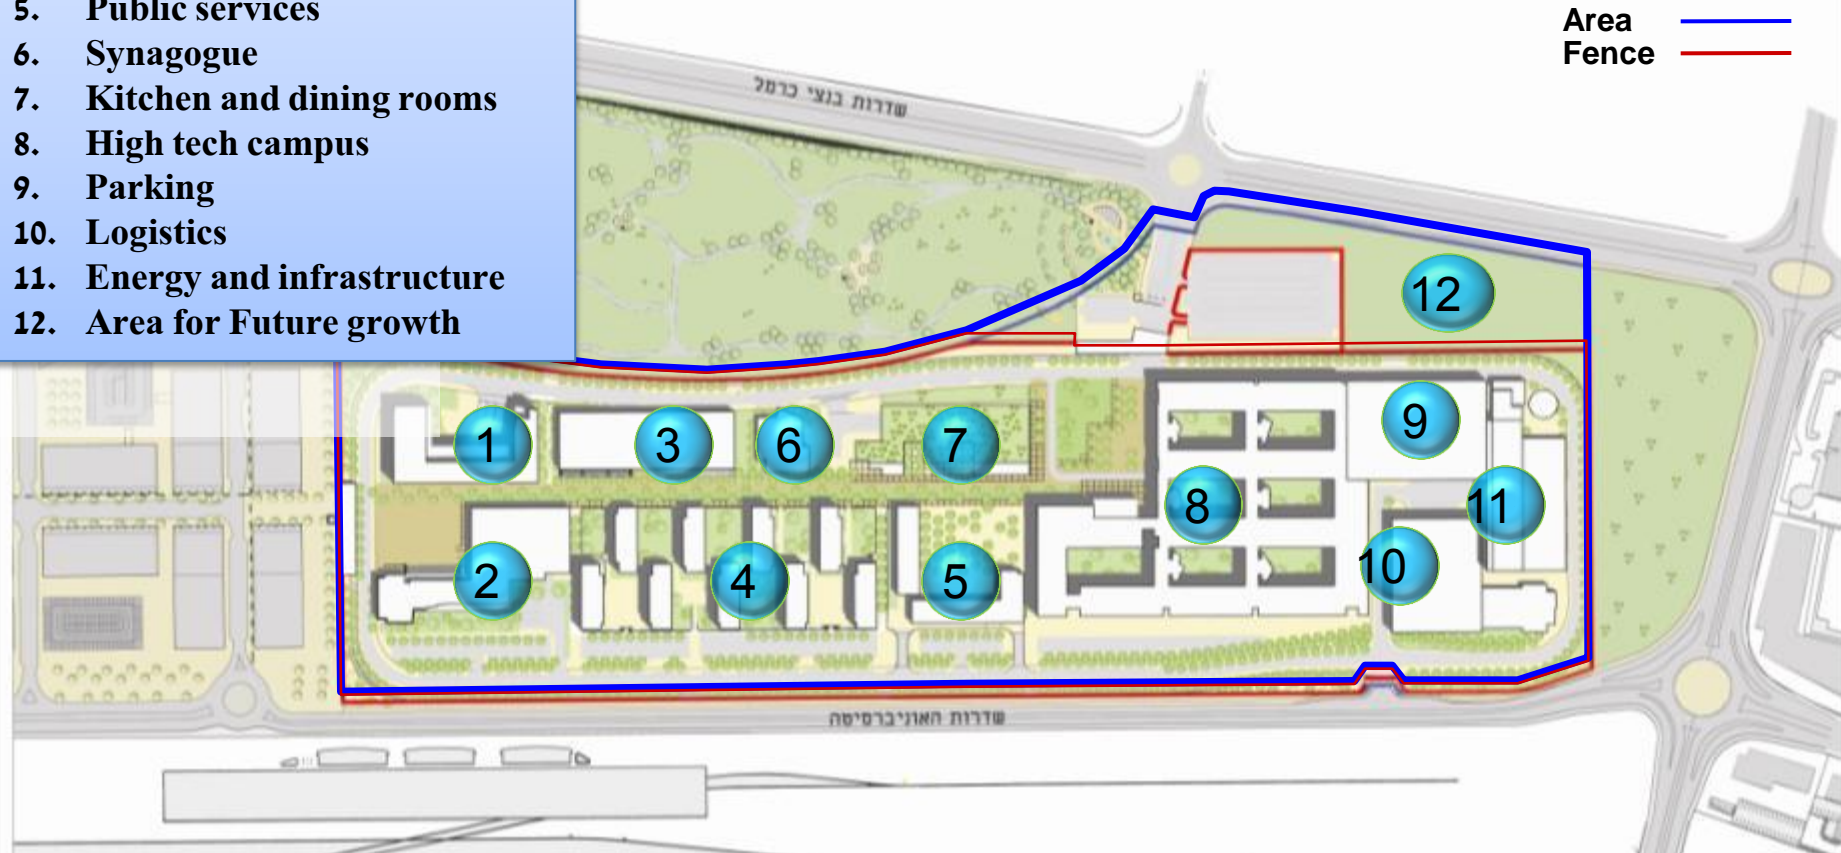 5. Public services
6. Synagogue
7. Kitchen and dining rooms
8. High tech campus
9. Parking
10. Logistics
11. Energy and infrastructure
12. Area for Future growth
Area
Fence
שדרות בנצי כרמל
12
1
3
6
7
9
8
11
2
4
5
10
שדרות האוניברסיטה